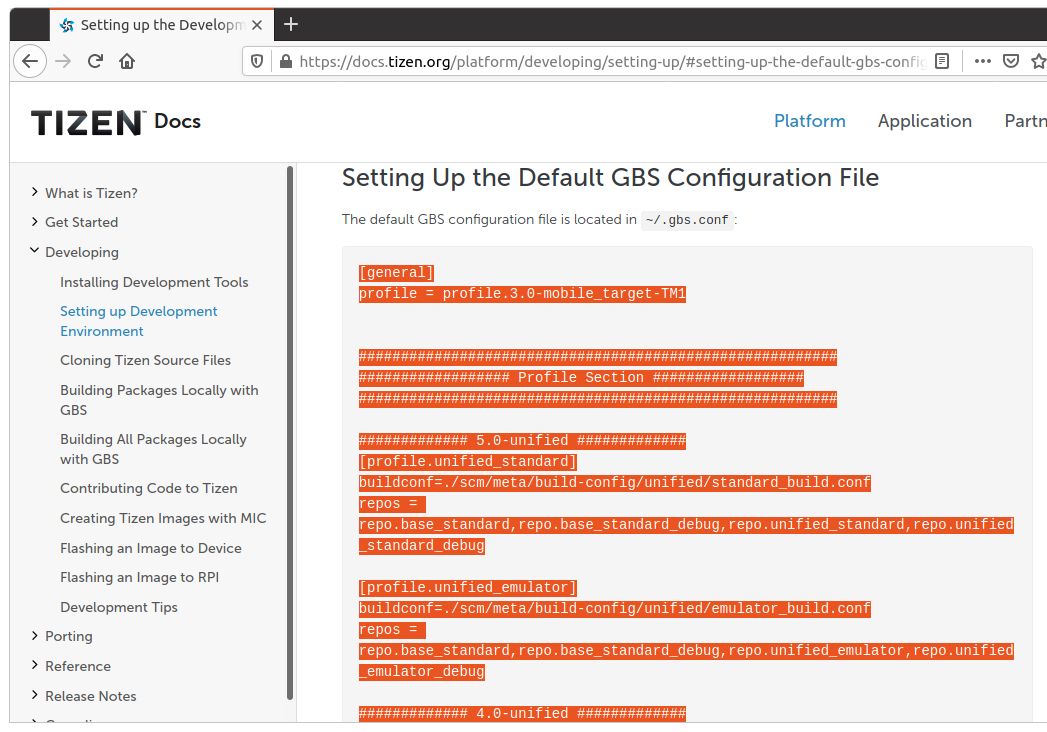 Setting up the Developm
https://docs.tizen.org/platform/developing/setting-up/#setting-up-the-default-gbs-config
TIZEN™ Docs
Platform Application Partn
What is Tizen?
Get Started
Developing
Installing Development Tools
Setting up Development
Environment
Cloning Tizen Source Files
Building Packages Locally with
GBS
Building All Packages Locally
with GBS
Contributing Code to Tizen
Creating Tizen Images with MIC
Flashing an Image to Device
Flashing an Image to RPI
Development Tips
Porting
Reference
Release Notes
Setting Up the Default GBS Configuration File
The default GBS configuration file is located in ~/.gbs.conf:
[general]
profile = profile.3.0-mobile_target-TM1
#########################################################
################## Profile Section ##################
#########################################################
############# 5.0-unified #############
[profile.unified_standard]
buildconf=./scm/meta/build-config/unified/standard_build.conf
repos =
repo.base_standard,repo.base_standard_debug,repo.unified_standard,repo.unified
_standard_debug
[profile.unified_emulator]
buildconf=./scm/meta/build-config/unified/emulator_build.conf
repos =
repo.base_standard,repo.base_standard_debug,repo.unified_emulator,repo.unified
_emulator_debug
############# 4.0-unified #############